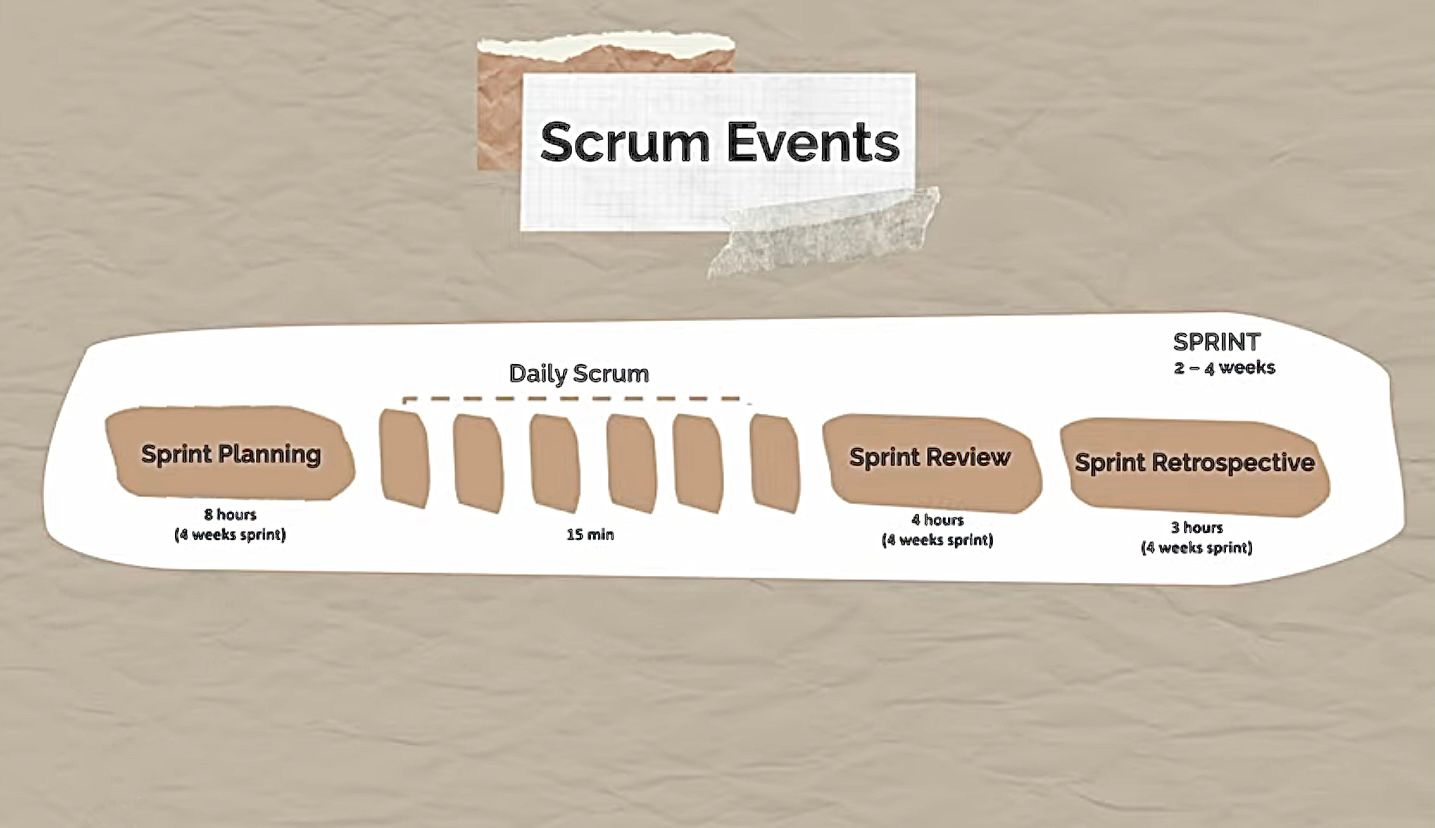 Scrum Events
SPRINT
2 – 4 weeks
Daily Scrum
Sprint Planning
Sprint Review
Sprint Retrospective
8 hours
(4 weeks sprint)
15 min
4 hours
(4 weeks sprint)
3 hours
(4 weeks sprint)